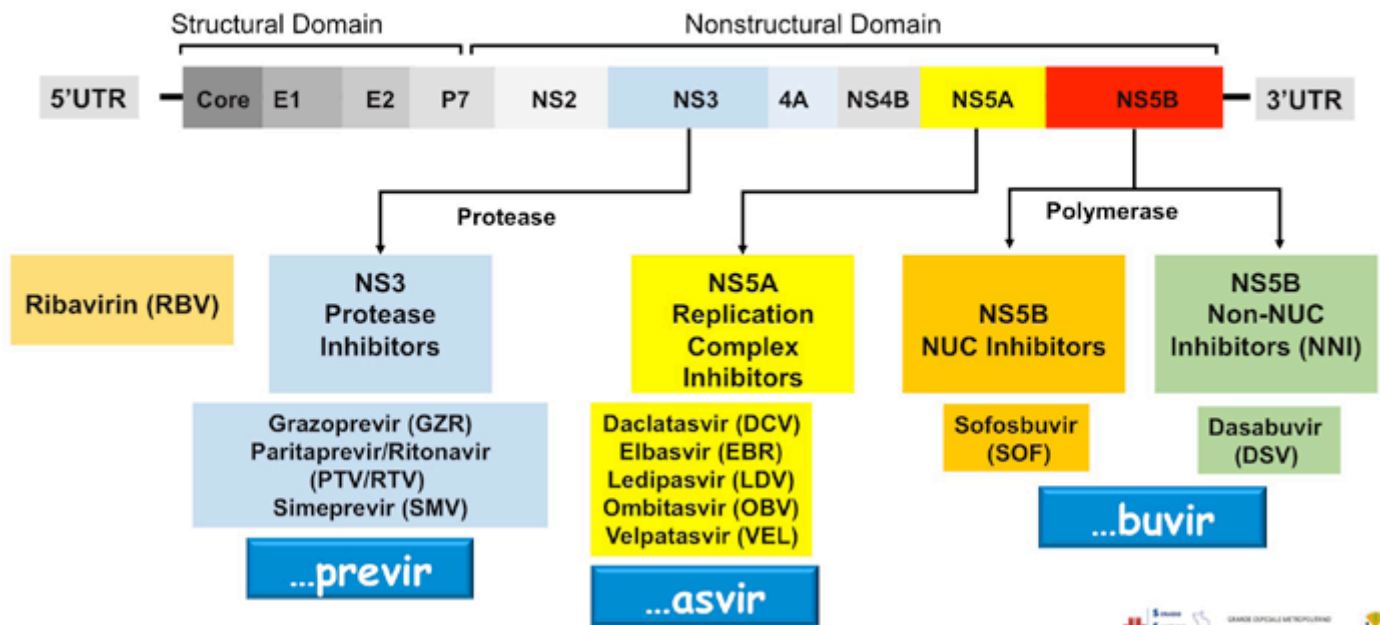 Structural Domain
Nonstructural Domain
5'UTR
Core
E1
E2
P7
NS2
NS3
4A
NS4B
NS5A
NS5B
3'UTR
Protease
Polymerase
Ribavirin (RBV)
NS3
Protease
Inhibitors
NS5A
Replication
Complex
Inhibitors
NS5B
NUC Inhibitors
NS5B
Non-NUC
Inhibitors (NNI)
Grazoprevir (GZR)
Paritaprevir/Ritonavir
(PTV/RTV)
Simeprevir (SMV)
Daclatasvir (DCV)
Elbasvir (EBR)
Ledipasvir (LDV)
Ombitasvir (OBV)
Velpatasvir (VEL)
Sofosbuvir
(SOF)
Dasabuvir
(DSV)
...previr
...asvir
...buvir
GRANDE OSPEDALE METROPOLITANO